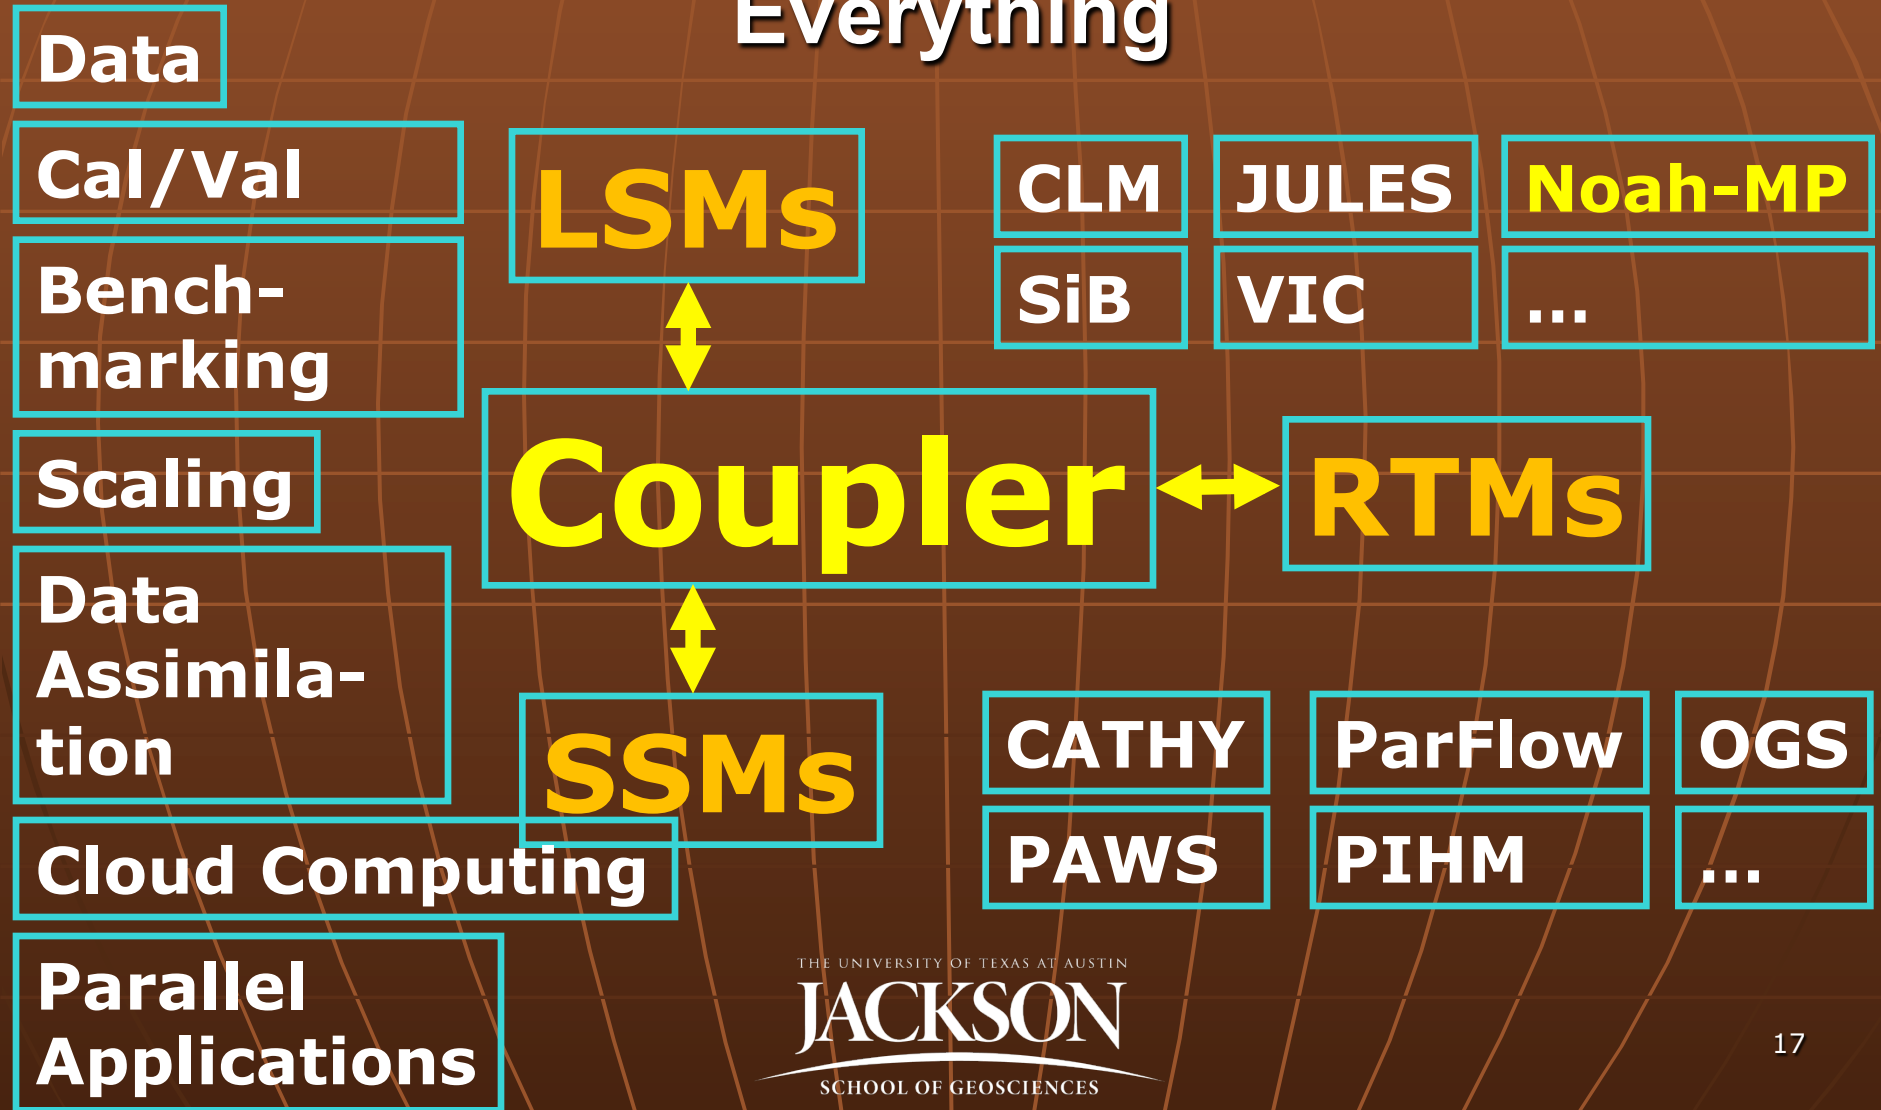 Everything
Data
Cal/Val
Bench-
marking
Scaling
Data
Assimila-
tion
Cloud Computing
Parallel
Applications
LSMs
Coupler
RTMs
SSMs
CLM JULES Noah-MP
SiB VIC ...
CATHY ParFlow OGS
PAWS PIHM ...
THE UNIVERSITY OF TEXAS AT AUSTIN
JACKSON
SCHOOL OF GEOSCIENCES
17